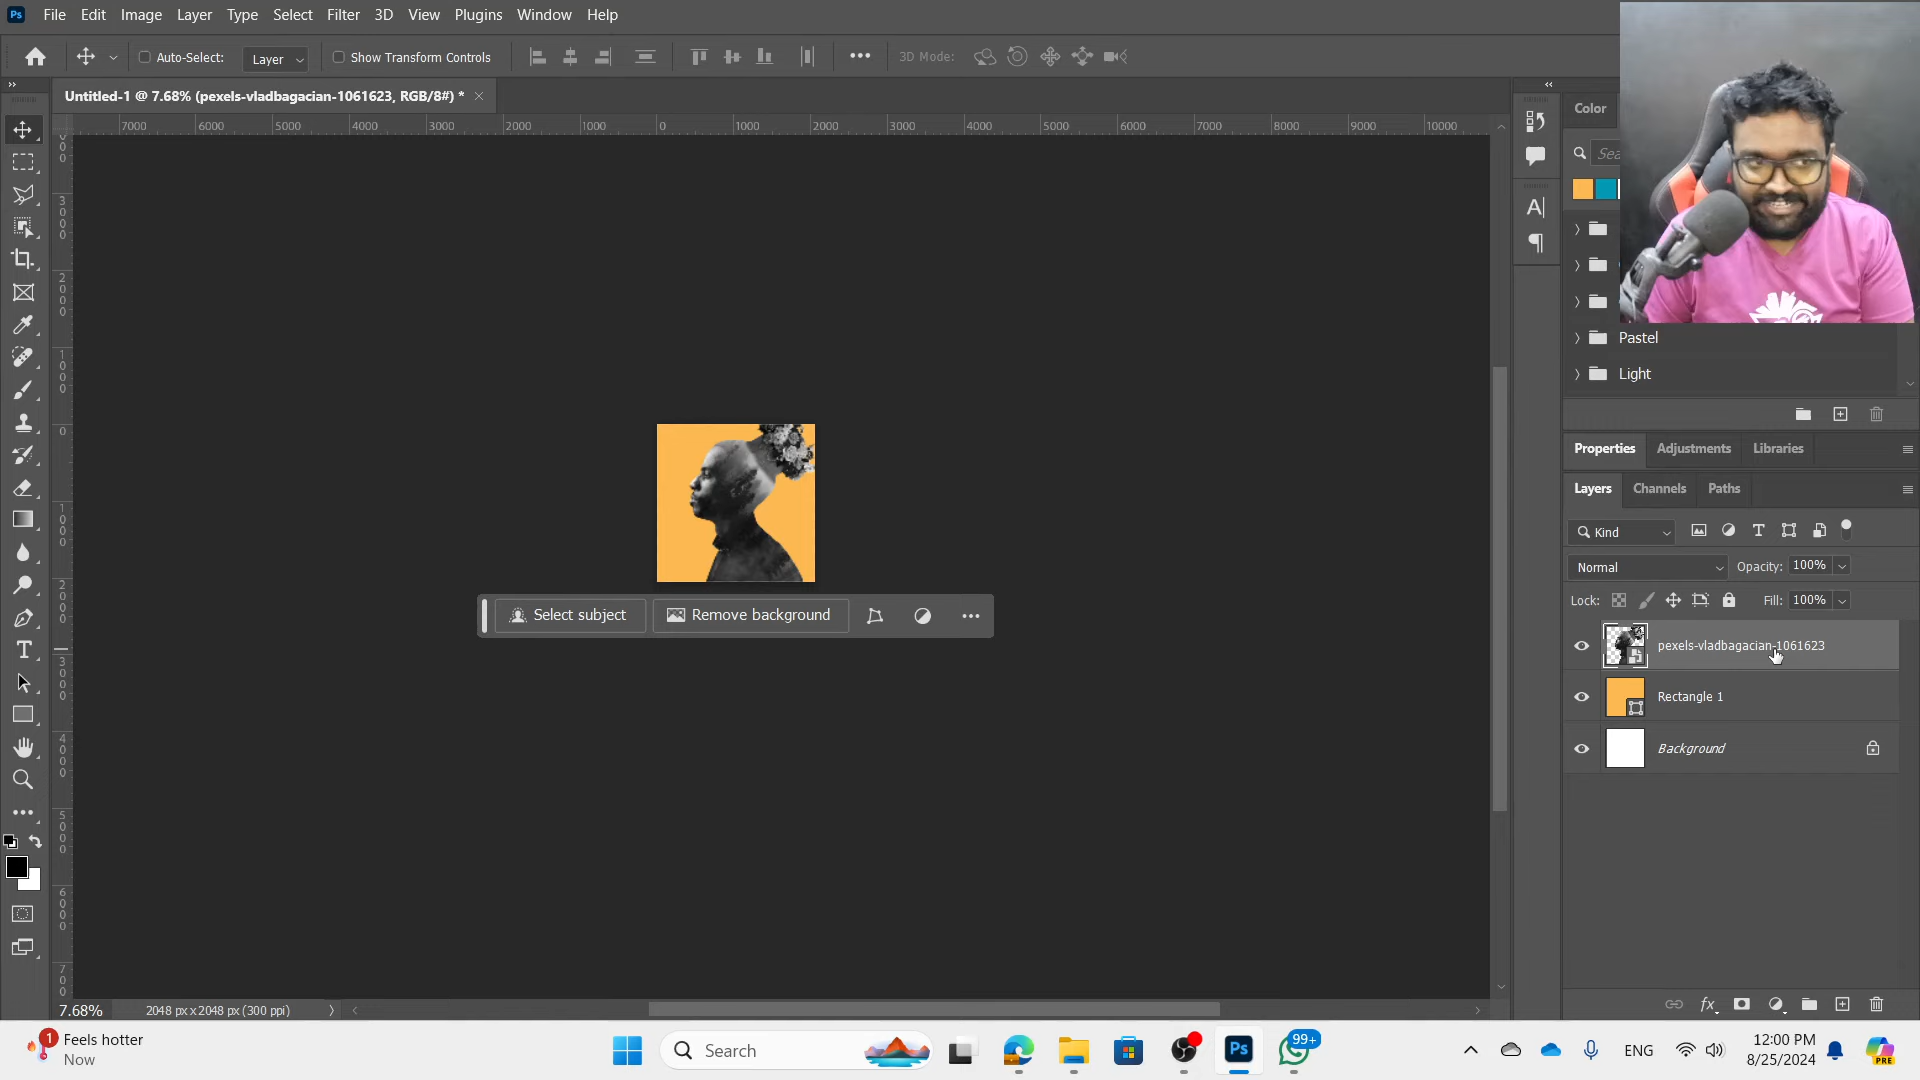 Ps File Edit Image Layer Type Select Filter 3D View Plugins Window Help
Auto-Select: Layer Show Transform Controls 3D Mode:
Untitled-1 @ 7.68% (pexels-vladbagacian-1061623, RGB/8#) *
7000 6000 5000 4000 3000 2000 1000 0 1000 2000 3000 4000 5000 6000 7000 8000 9000 10000
Color
Sea
Pastel
Light
Select subject Remove background
Properties Adjustments Libraries
Layers Channels Paths
Kind
Normal Opacity: 100%
Lock: Fill: 100%
pexels-vladbagacian-1061623
Rectangle 1
Background
7.68% 2048 px x 2048 px (300 ppi)
1 Feels hotter
Now
Search
Ps
99+
ENG
12:00 PM
8/25/2024
PRE